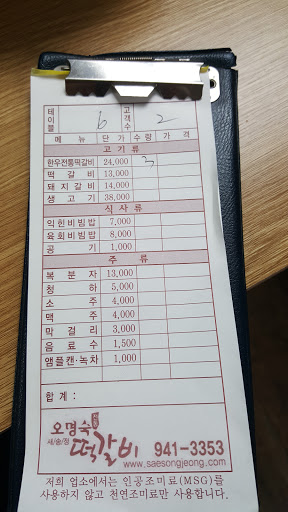 테이블 6 고객수 2
메뉴 단가 수량 가격
고기류
한우전통떡갈비 24,000 3
떡갈비 13,000
돼지갈비 14,000
생고기 38,000
식사류
익힌비빔밥 7,000
육회비빔밥 8,000
공기 1,000
주류
복분자 13,000
청하 5,000
소주 4,000
맥주 4,000
막걸리 3,000
음료수 1,500
앰플캔·녹차 1,000
합계:
오명숙
세/송/정 떡갈비 941-3353
www.saesongjeong.com
저희 업소에서는 인공조미료(MSG)를
사용하지 않고 천연조미료만 사용합니다.